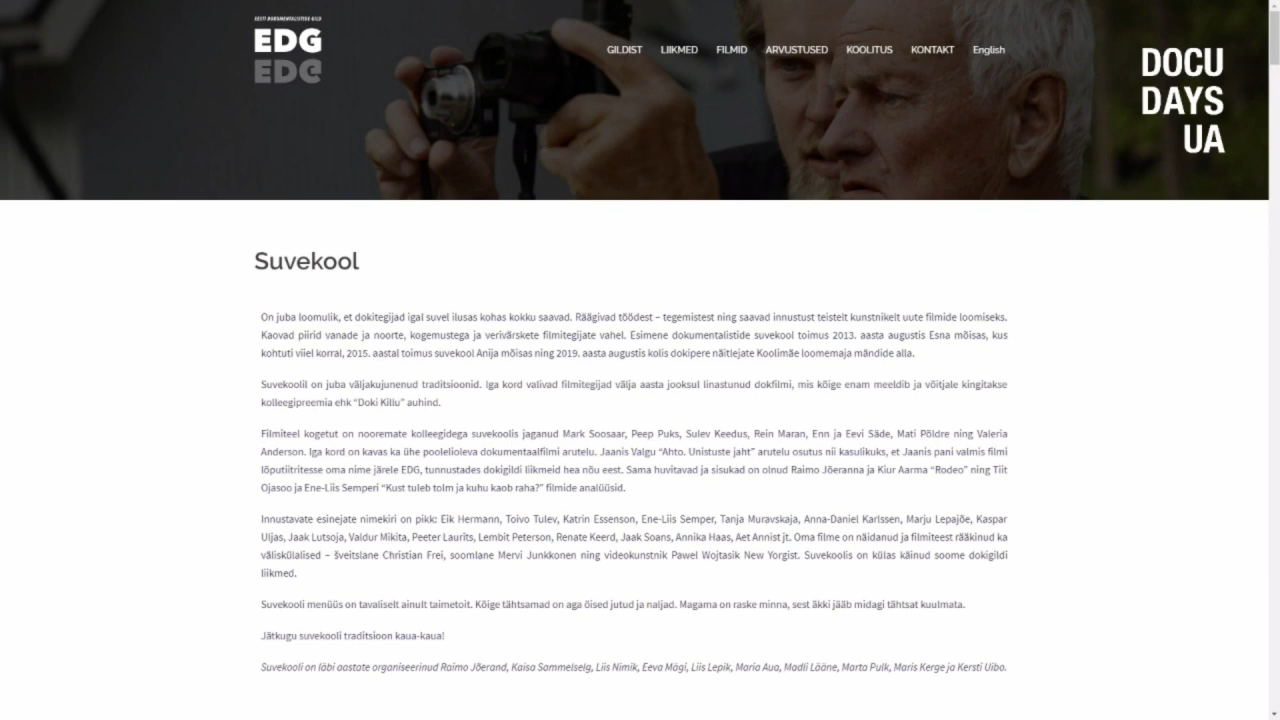 EESTI DOKUMENTALISTIDE GILD
EDG
EDG
GILDIST LIIKMED FILMID ARVUSTUSED KOOLITUS KONTAKT English
DOCU
DAYS
UA
Suvekool
On juba loomulik, et dokitegijad igal suvel ilusas kohas kokku saavad. Räägivad töödest – tegemistest ning saavad innustust teistelt kunstnikelt uute filmide loomiseks.
Kaovad piirid vanade ja noorte, kogemustega ja verivärskete filmitegijate vahel. Esimene dokumentalistide suvekool toimus 2013. aasta augustis Esna mõisas, kus
kohtuti viiel korral, 2015. aastal toimus suvekool Anija mõisas ning 2019. aasta augustis kolis dokipere näitlejate Koolimäe loomemaja mändide alla.
Suvekoolil on juba väljakujunenud traditsioonid. Iga kord valivad filmitegijad välja aasta jooksul linastunud dokfilmi, mis kõige enam meeldib ja võitjale kingitakse
kolleegipreemia ehk “Doki Killu” auhind.
Filmiteel kogetut on nooremate kolleegidega suvekoolis jaganud Mark Soosaar, Peep Puks, Sulev Keedus, Rein Maran, Enn ja Eevi Säde, Mati Põldre ning Valeria
Anderson. Iga kord on kavas ka ühe poolelioleva dokumentaalfilmi arutelu. Jaanis Valgu “Ahto. Unistuste jaht” arutelu osutus nii kasulikuks, et Jaanis pani valmis filmi
lõputiitritesse oma nime järele EDG, tunnustades dokigildi liikmeid hea nõu eest. Sama huvitavad ja sisukad on olnud Raimo Jõeranna ja Kiur Aarma “Rodeo” ning Tiit
Ojasoo ja Ene-Liis Semperi “Kust tuleb tolm ja kuhu kaob raha?” filmide analüüsid.
Innustavate esinejate nimekiri on pikk: Eik Hermann, Toivo Tulev, Katrin Essenson, Ene-Liis Semper, Tanja Muravskaja, Anna-Daniel Karlssen, Marju Lepajõe, Kaspar
Uljas, Jaak Lutsoja, Valdur Mikita, Peeter Laurits, Lembit Peterson, Renate Keerd, Jaak Soans, Annika Haas, Aet Annist jt. Oma filme on näidanud ja filmiteest rääkinud ka
väliskülalised – šveitslane Christian Frei, soomlane Mervi Junkkonen ning videokunstnik Pawel Wojtasik New Yorgist. Suvekoolis on külas käinud soome dokigildi
liikmed.
Suvekooli menüüs on tavaliselt ainult taimetoit. Kõige tähtsamad on aga öised jutud ja naljad. Magama on raske minna, sest äkki jääb midagi tähtsat kuulmata.
Jätkugu suvekooli traditsioon kaua-kaua!
Suvekooli on läbi aastate organiseerinud Raimo Jõerand, Kaisa Sammelselg, Liis Nimik, Eeva Mägi, Liis Lepik, Maria Aua, Madli Lääne, Marta Pulk, Maris Kerge ja Kersti Uibo.